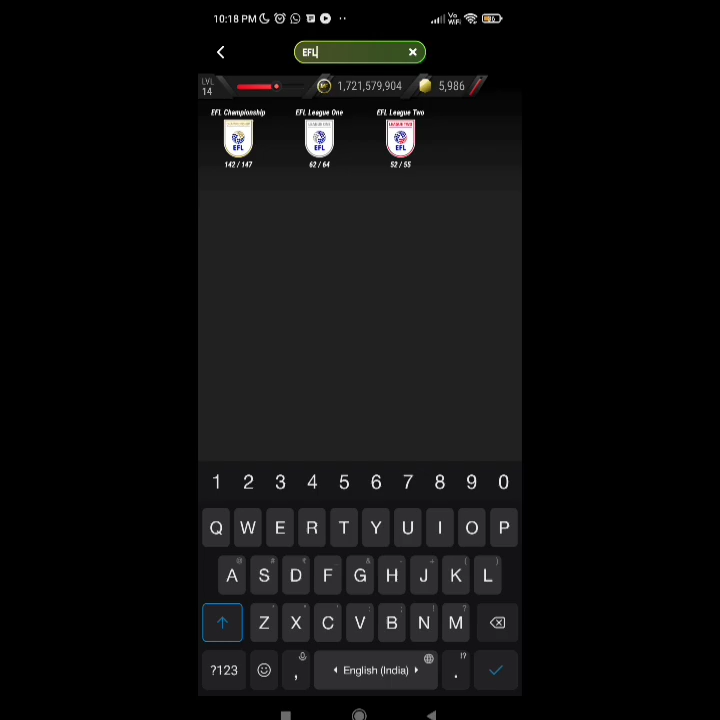 10:18 PM
Vo WiFi
EFL
LVL 14
1,721,579,904
5,986
EFL Championship
EFL League One
EFL League Two
EFL
EFL
EFL
142 / 147
62 / 64
52 / 55
1 2 3 4 5 6 7 8 9 0
Q W E R T Y U I O P
A S D F G H J K L
Z X C V B N M
?123 , English (India) .